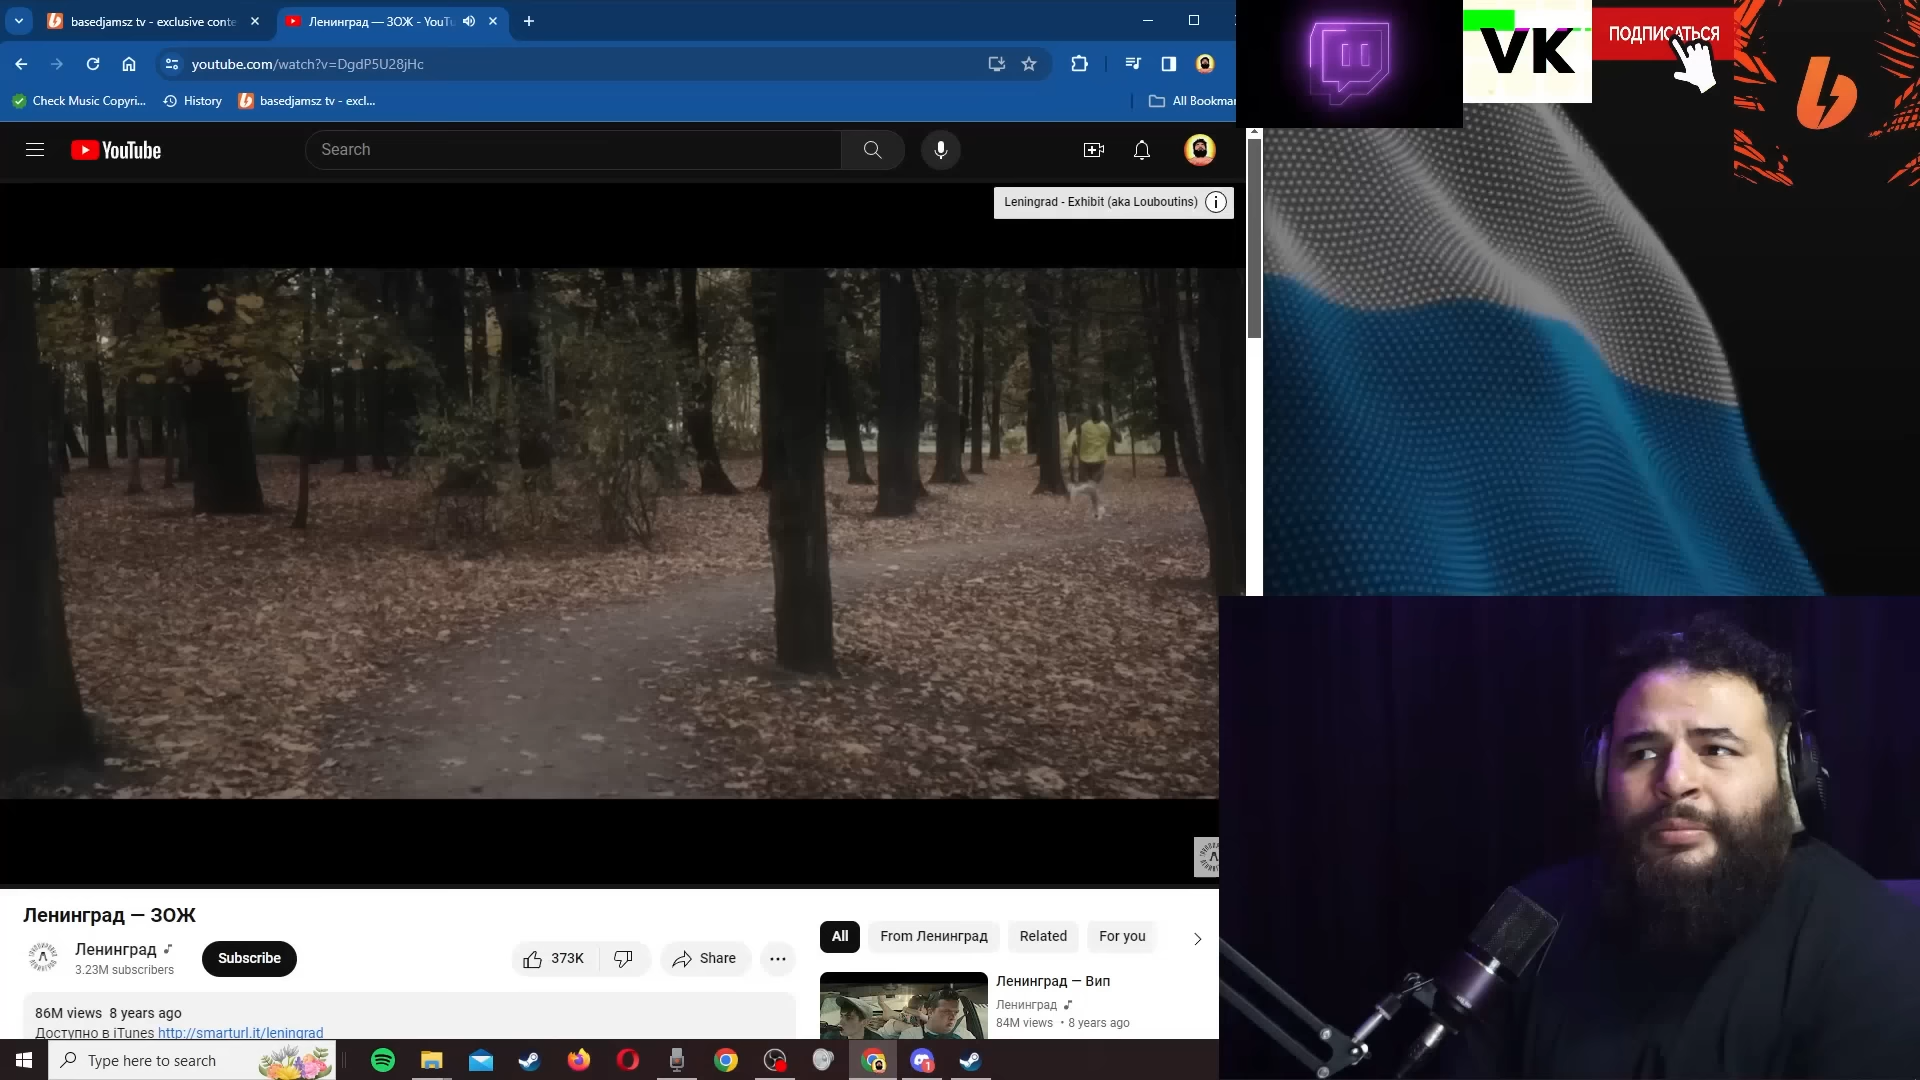 basedjamsz tv - exclusive conte
Ленинград — ЗОЖ - YouTu
youtube.com/watch?v=DgdP5U28jHc
Check Music Copyri...
History
basedjamsz tv - excl...
All Bookmar
VK
ПОДПИСАТЬСЯ
YouTube
Search
Leningrad - Exhibit (aka Louboutins)
Ленинград — ЗОЖ
Ленинград
3.23M subscribers
Subscribe
373K
Share
All
From Ленинград
Related
For you
86M views 8 years ago
Доступно в iTunes http://smarturl.it/leningrad
Ленинград — Вип
Ленинград
84M views • 8 years ago
Type here to search
1